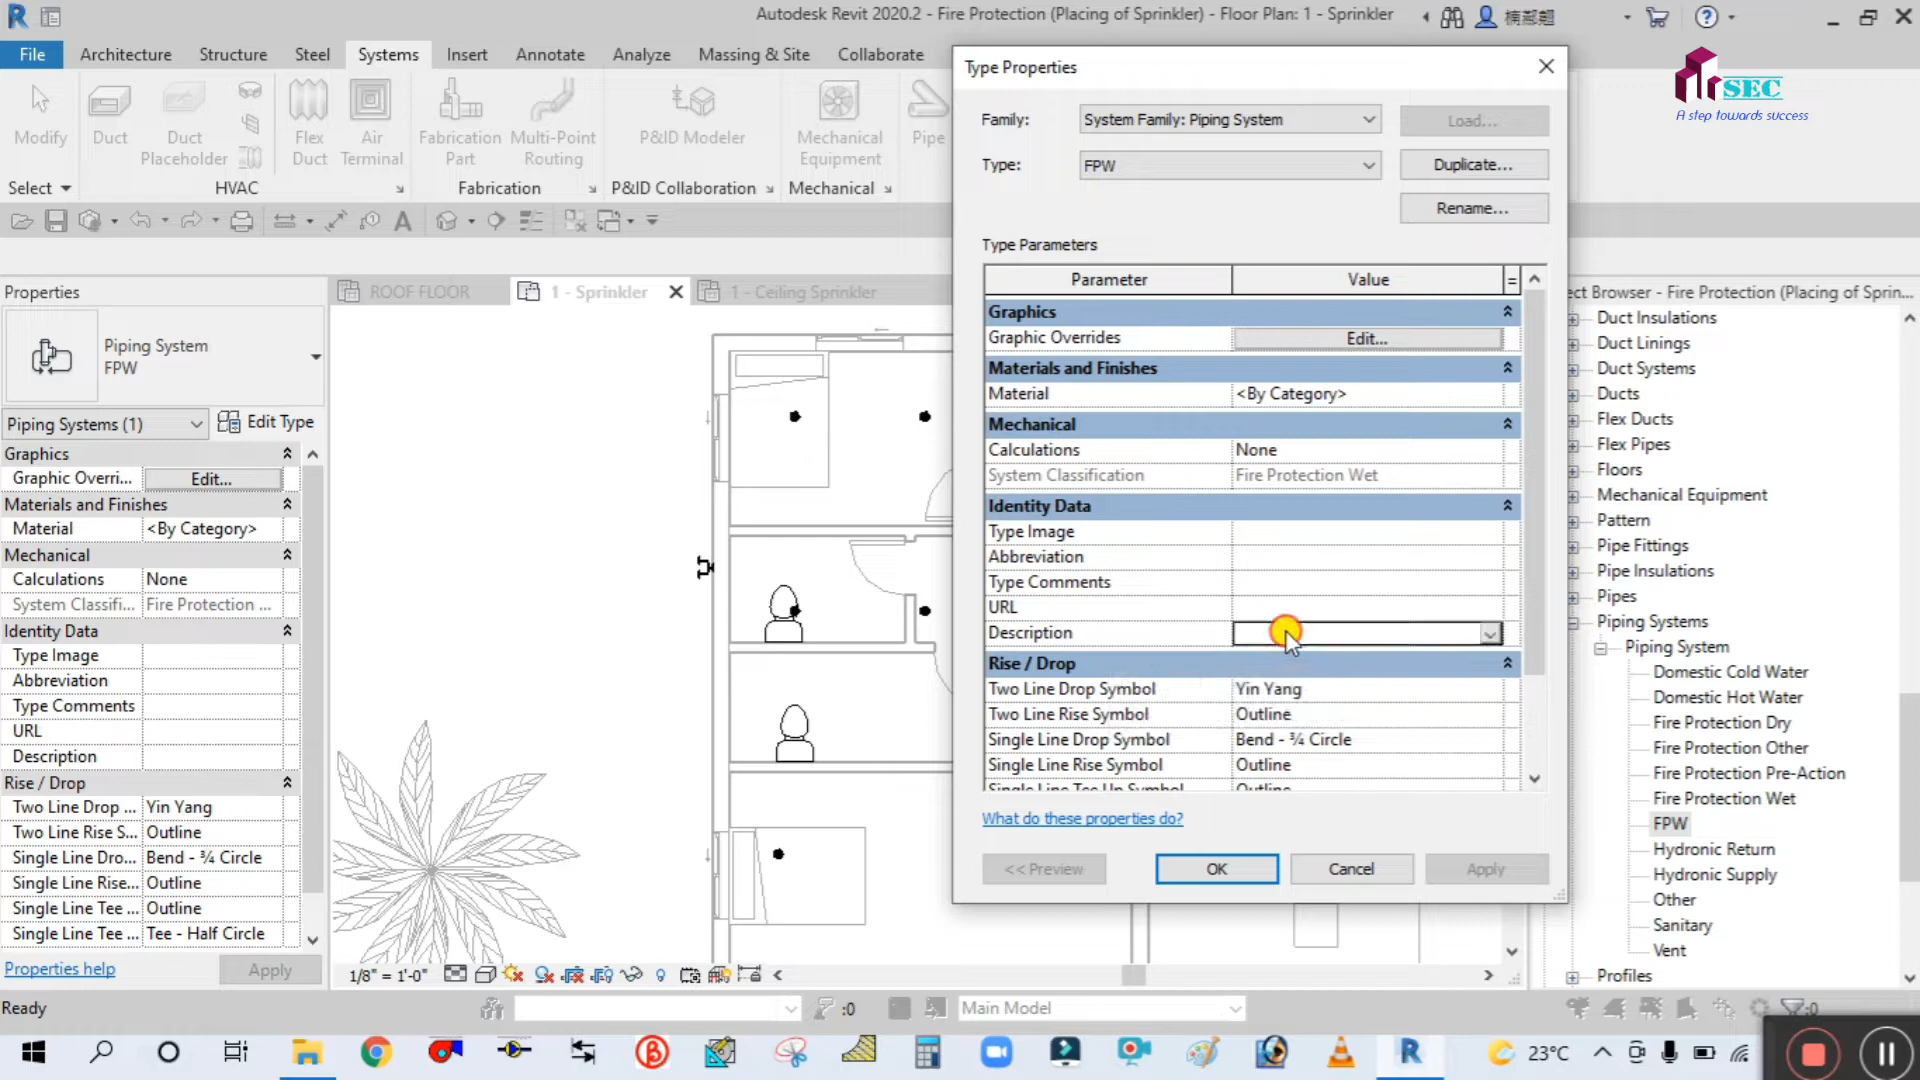 Autodesk Revit 2020.2 - Fire Protection (Placing of Sprinkler) - Floor Plan: 1 - Sprinkler
File Architecture Structure Steel Systems Insert Annotate Analyze Massing & Site Collaborate
Modify Duct Duct Placeholder Flex Duct Air Terminal Fabrication Part Multi-Point Routing P&ID Modeler Mechanical Equipment Pipe
Select HVAC Fabrication P&ID Collaboration Mechanical
SEC
A step towards success
Properties
Piping System
FPW
Piping Systems (1) Edit Type
Graphics
Graphic Overri... Edit...
Materials and Finishes
Material <By Category>
Mechanical
Calculations None
System Classifi... Fire Protection ...
Identity Data
Type Image
Abbreviation
Type Comments
URL
Description
Rise / Drop
Two Line Drop ... Yin Yang
Two Line Rise S... Outline
Single Line Dro... Bend - ¾ Circle
Single Line Rise... Outline
Single Line Tee ... Outline
Single Line Tee ... Tee - Half Circle
Properties help Apply
ROOF FLOOR 1 - Sprinkler 1 - Ceiling Sprinkler
1/8" = 1'-0"
Type Properties
Family: System Family: Piping System Load...
Type: FPW Duplicate...
Rename...
Type Parameters
Parameter Value =
Graphics
Graphic Overrides Edit...
Materials and Finishes
Material <By Category>
Mechanical
Calculations None
System Classification Fire Protection Wet
Identity Data
Type Image
Abbreviation
Type Comments
URL
Description
Rise / Drop
Two Line Drop Symbol Yin Yang
Two Line Rise Symbol Outline
Single Line Drop Symbol Bend - ¾ Circle
Single Line Rise Symbol Outline
Single Line Tee Up Symbol Outline
What do these properties do?
<< Preview OK Cancel Apply
ect Browser - Fire Protection (Placing of Sprin...
Duct Insulations
Duct Linings
Duct Systems
Ducts
Flex Ducts
Flex Pipes
Floors
Mechanical Equipment
Pattern
Pipe Fittings
Pipe Insulations
Pipes
Piping Systems
Piping System
Domestic Cold Water
Domestic Hot Water
Fire Protection Dry
Fire Protection Other
Fire Protection Pre-Action
Fire Protection Wet
FPW
Hydronic Return
Hydronic Supply
Other
Sanitary
Vent
Profiles
Ready :0 Main Model :0
23°C